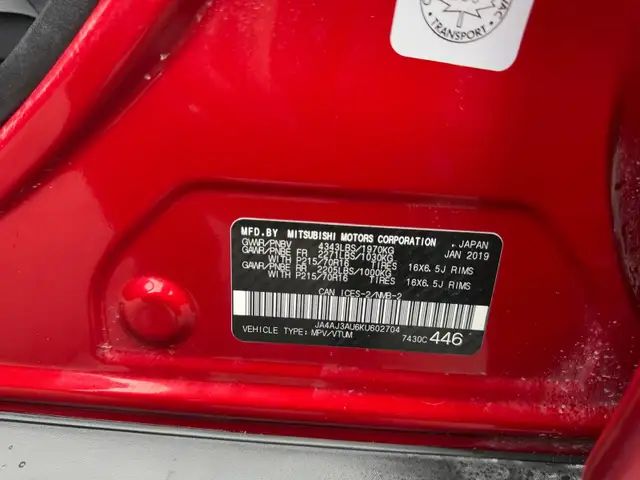 TRANSPORT
MFD.BY MITSUBISHI MOTORS CORPORATION , JAPAN
GVWR/PNBV 4343LBS/1970KG JAN 2019
GAWR/PNBE FR 2271LBS/1030KG
WITH P215/70R16 TIRES 16X6.5J RIMS
GAWR/PNBE RR 2205LBS/1000KG
WITH P215/70R16 TIRES 16X6.5J RIMS
CAN ICES-2/NMB-2
JA4AJ3AU6KU602704
VEHICLE TYPE: MPV/VTUM 7430C 446